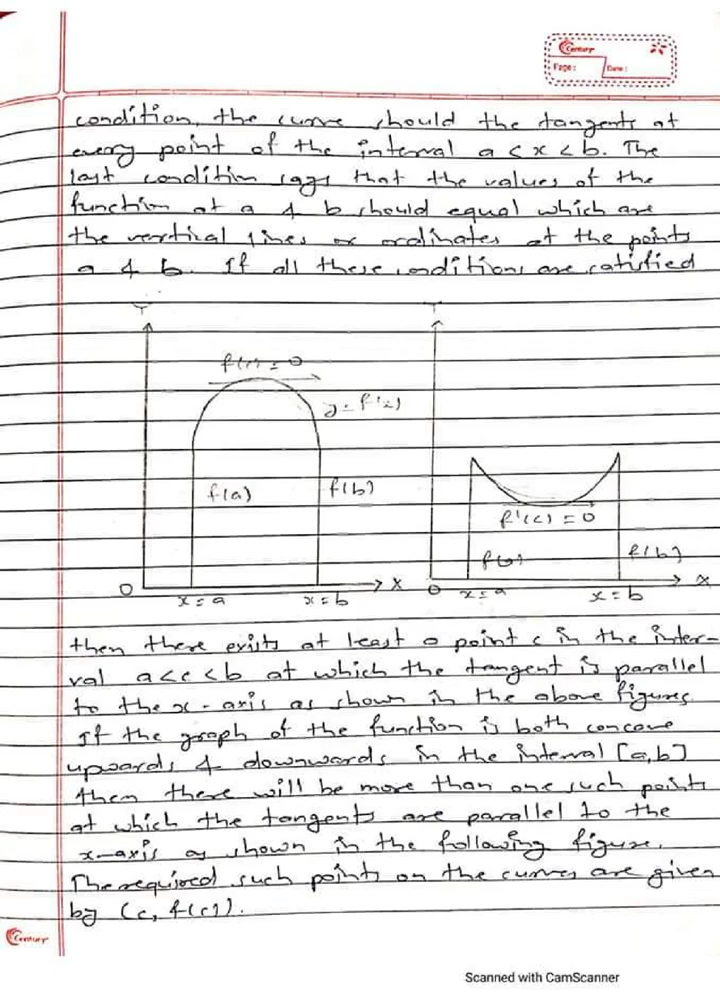 Century
Page: Date:
condition, the curve should the tangents at
every point of the interval a < x < b. The
last condition says that the values of the
function at a & b should equal which are
the vertical lines or ordinates at the points
a & b. If all these conditions are satisfied
Y
Y
f'(c) = 0
f(a)
f(b)
f'(c) = 0
f(a)
f(b)
O
x = a
x = b
X
O
x = a
x = b
X
then there exists at least a point c in the inter-
val a<c<b at which the tangent is parallel
to the x-axis as shown in the above figures.
If the graph of the function is both concave
upwards & downwards in the interval [a,b]
then there will be more than one such points
at which the tangents are parallel to the
x-axis as shown in the following figure.
The required such points on the curves are given
by (c, f(c)).
Century
Scanned with CamScanner